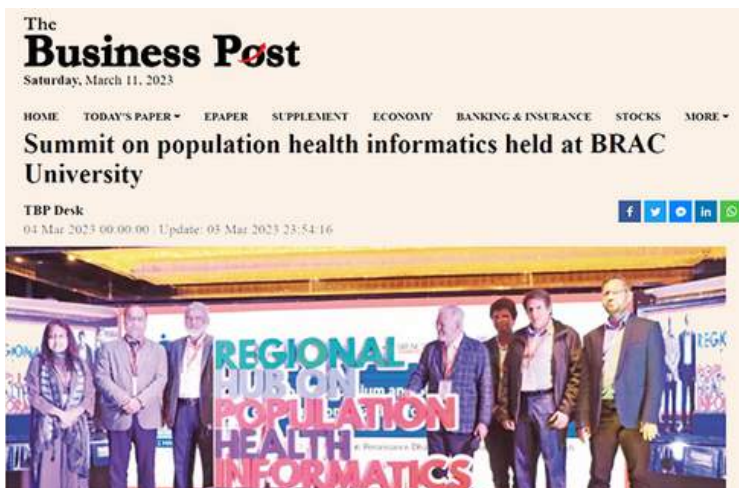 The
Business Post
Saturday, March 11, 2023
HOME TODAY'S PAPER EPAPER SUPPLEMENT ECONOMY BANKING & INSURANCE STOCKS MORE
Summit on population health informatics held at BRAC
University
TBP Desk
04 Mar 2023 00:00:00 | Update: 03 Mar 2023 23:54:16
REGIONAL
HUB ON
POPULATION
HEALTH
INFORMATICS